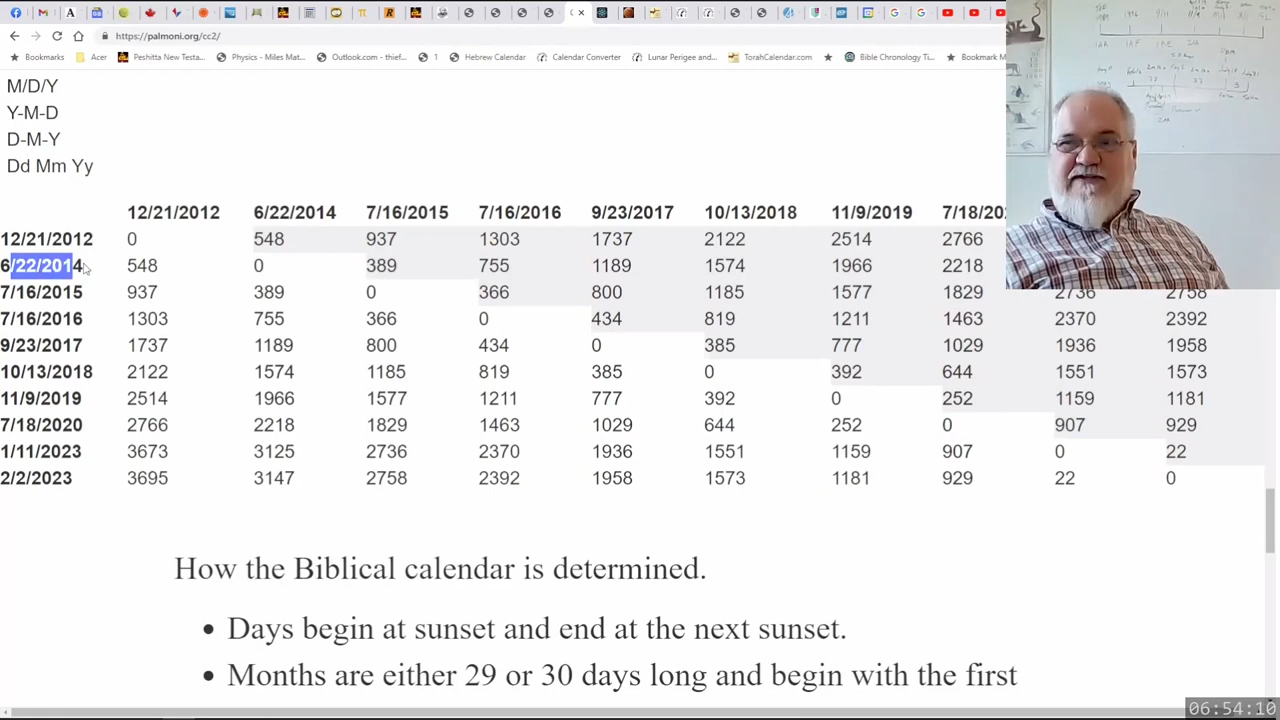 https://palmoni.org/cc2/
Bookmarks Acer Peshitta New Testa... Physics - Miles Mat... Outlook.com - thief... 1 Hebrew Calendar Calendar Converter Lunar Perigee and... TorahCalendar.com Bible Chronology Ti... Bookmark M
M/D/Y
Y-M-D
D-M-Y
Dd Mm Yy
12/21/2012 6/22/2014 7/16/2015 7/16/2016 9/23/2017 10/13/2018 11/9/2019 7/18/20
12/21/2012 0 548 937 1303 1737 2122 2514 2766
6/22/2014 548 0 389 755 1189 1574 1966 2218
7/16/2015 937 389 0 366 800 1185 1577 1829 2736 2758
7/16/2016 1303 755 366 0 434 819 1211 1463 2370 2392
9/23/2017 1737 1189 800 434 0 385 777 1029 1936 1958
10/13/2018 2122 1574 1185 819 385 0 392 644 1551 1573
11/9/2019 2514 1966 1577 1211 777 392 0 252 1159 1181
7/18/2020 2766 2218 1829 1463 1029 644 252 0 907 929
1/11/2023 3673 3125 2736 2370 1936 1551 1159 907 0 22
2/2/2023 3695 3147 2758 2392 1958 1573 1181 929 22 0
How the Biblical calendar is determined.
• Days begin at sunset and end at the next sunset.
• Months are either 29 or 30 days long and begin with the first
06:54:10